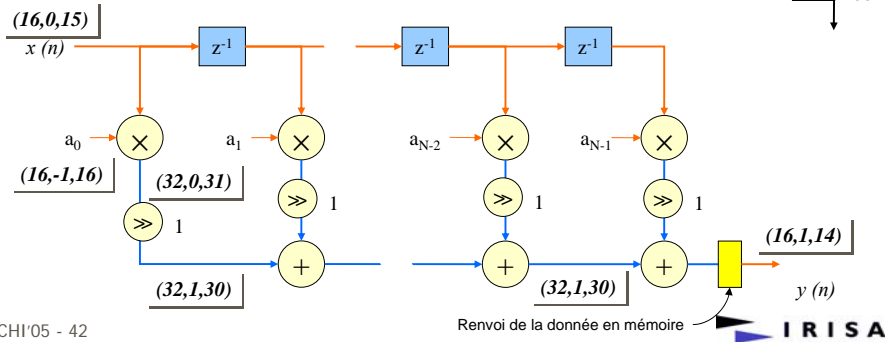 (16,0,15)
x (n)
z-1
z-1
z-1
a0
×
a1
×
aN-2
×
aN-1
×
(16,-1,16)
(32,0,31)
≫ 1
≫ 1
≫ 1
≫ 1
(16,1,14)
+
+
+
(32,1,30)
(32,1,30)
y (n)
Renvoi de la donnée en mémoire
CHI'05 - 42
IRISA